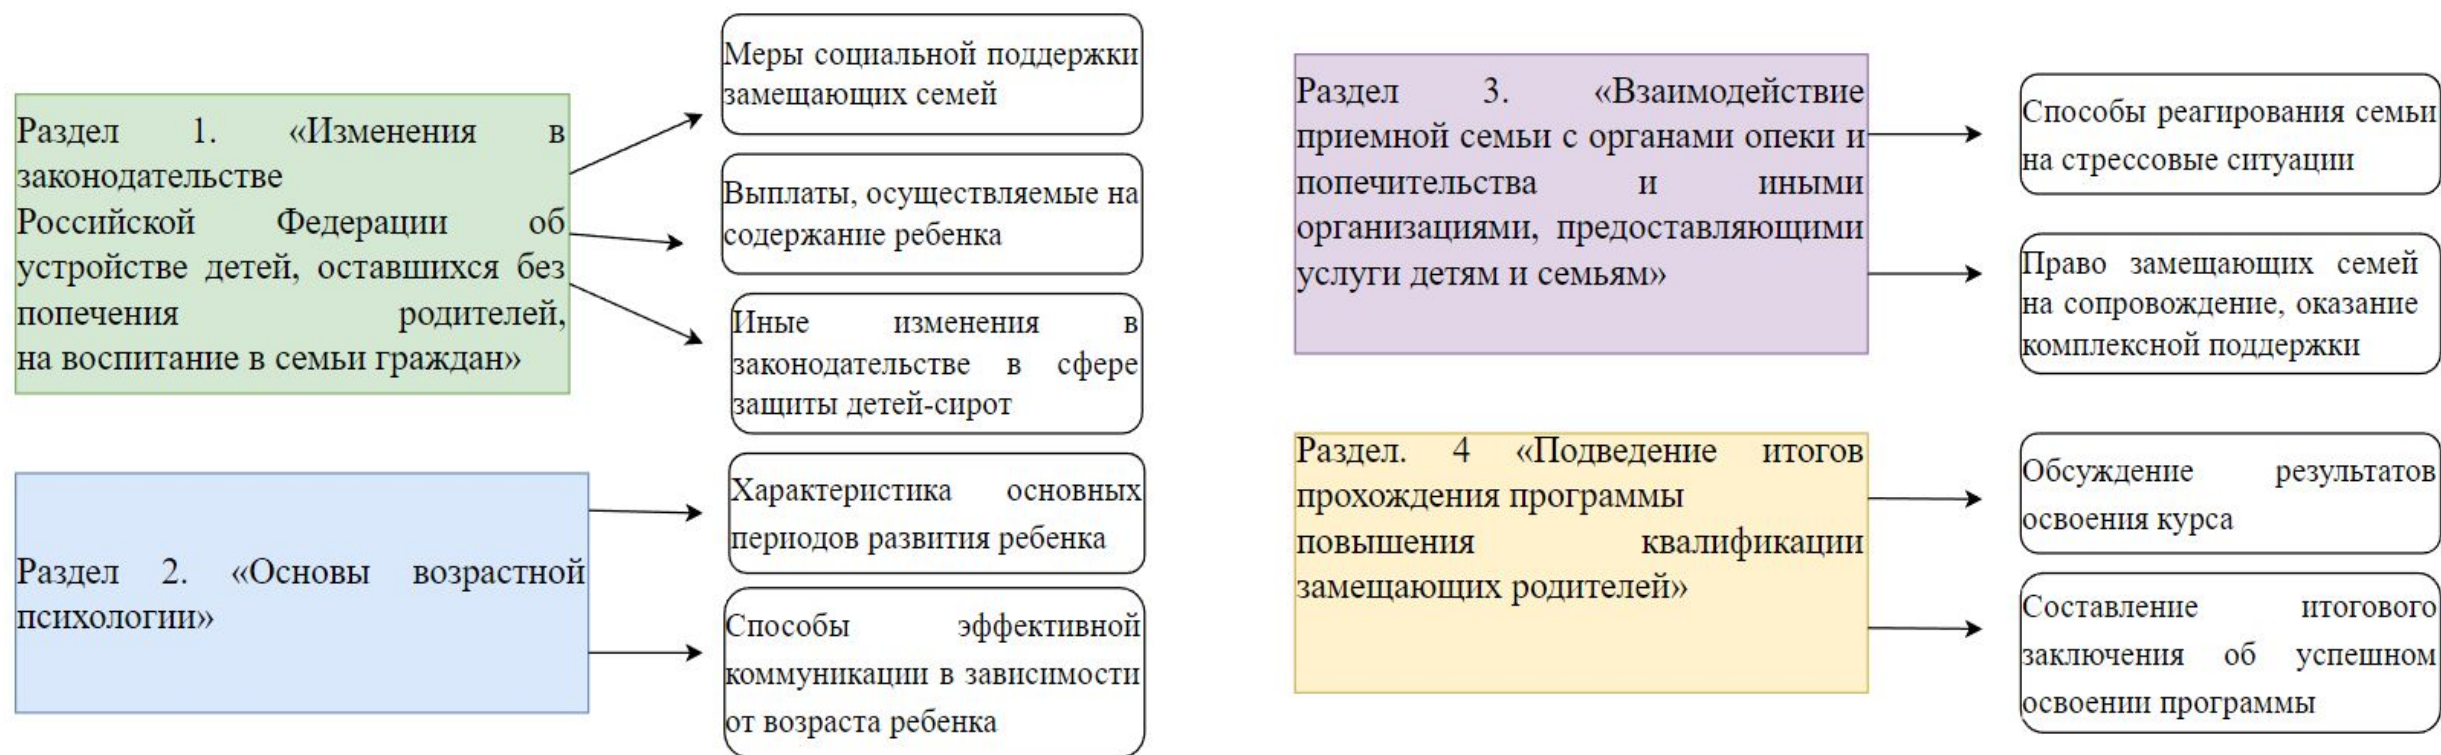 Раздел 1. «Изменения в
законодательстве
Российской Федерации об
устройстве детей, оставшихся без
попечения родителей,
на воспитание в семьи граждан»
Меры социальной поддержки
замещающих семей
Выплаты, осуществляемые на
содержание ребенка
Иные изменения в
законодательстве в сфере
защиты детей-сирот
Раздел 2. «Основы возрастной
психологии»
Характеристика основных
периодов развития ребенка
Способы эффективной
коммуникации в зависимости
от возраста ребенка
Раздел 3. «Взаимодействие
приемной семьи с органами опеки и
попечительства и иными
организациями, предоставляющими
услуги детям и семьям»
Способы реагирования семьи
на стрессовые ситуации
Право замещающих семей
на сопровождение, оказание
комплексной поддержки
Раздел. 4 «Подведение итогов
прохождения программы
повышения квалификации
замещающих родителей»
Обсуждение результатов
освоения курса
Составление итогового
заключения об успешном
освоении программы